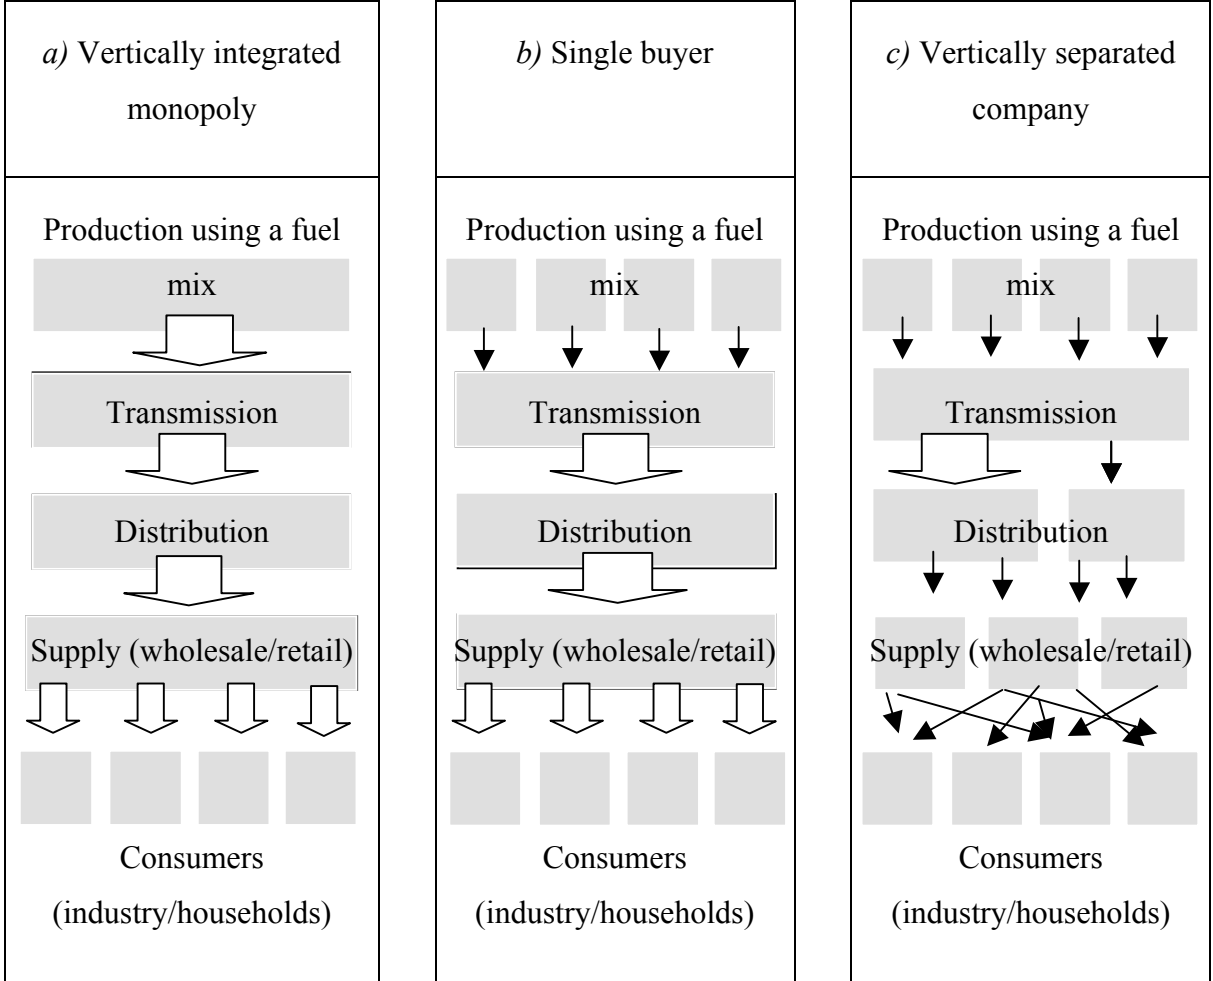 a) Vertically integrated
monopoly
Production using a fuel
mix
Transmission
Distribution
Supply (wholesale/retail)
Consumers
(industry/households)
b) Single buyer
Production using a fuel
mix
Transmission
Distribution
Supply (wholesale/retail)
Consumers
(industry/households)
c) Vertically separated
company
Production using a fuel
mix
Transmission
Distribution
Supply (wholesale/retail)
Consumers
(industry/households)